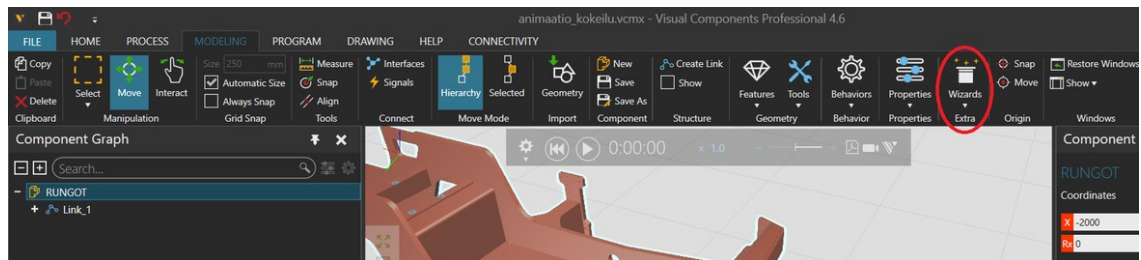 animaatio_kokeilu.vcmx - Visual Components Professional 4.6
FILE HOME PROCESS MODELING PROGRAM DRAWING HELP CONNECTIVITY
Copy
Paste
Delete
Clipboard
Select Move Interact
Manipulation
Size 250 mm
Automatic Size
Always Snap
Grid Snap
Measure
Snap
Align
Tools
Interfaces
Signals
Connect
Hierarchy Selected
Move Mode
Geometry
Import
New
Save
Save As
Component
Create Link
Show
Structure
Features Tools
Geometry
Behaviors
Behavior
Properties
Properties
Wizards
Extra
Snap
Move
Origin
Restore Windows
Show
Windows
Component Graph
Search...
RUNGOT
Link_1
0:00:00 x 1.0
Component
RUNGOT
Coordinates
X -2000
Rx 0